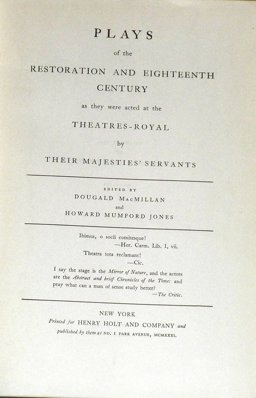 PLAYS
of the
RESTORATION AND EIGHTEENTH
CENTURY
as they were acted at the
THEATRES-ROYAL
by
THEIR MAJESTIES' SERVANTS
EDITED BY
DOUGALD MacMILLAN
and
HOWARD MUMFORD JONES
Ibimus, o socii comitesque!
—Hor. Carm. Lib. I, vii.
Theatra tota reclamant!
—Cic.
I say the stage is the Mirror of Nature, and the actors
are the Abstract and brief Chronicles of the Time: and
pray what can a man of sense study better?
—The Critic.
NEW YORK
Printed for HENRY HOLT AND COMPANY and
published by them at NO. 1 PARK AVENUE, MCMXXXI.